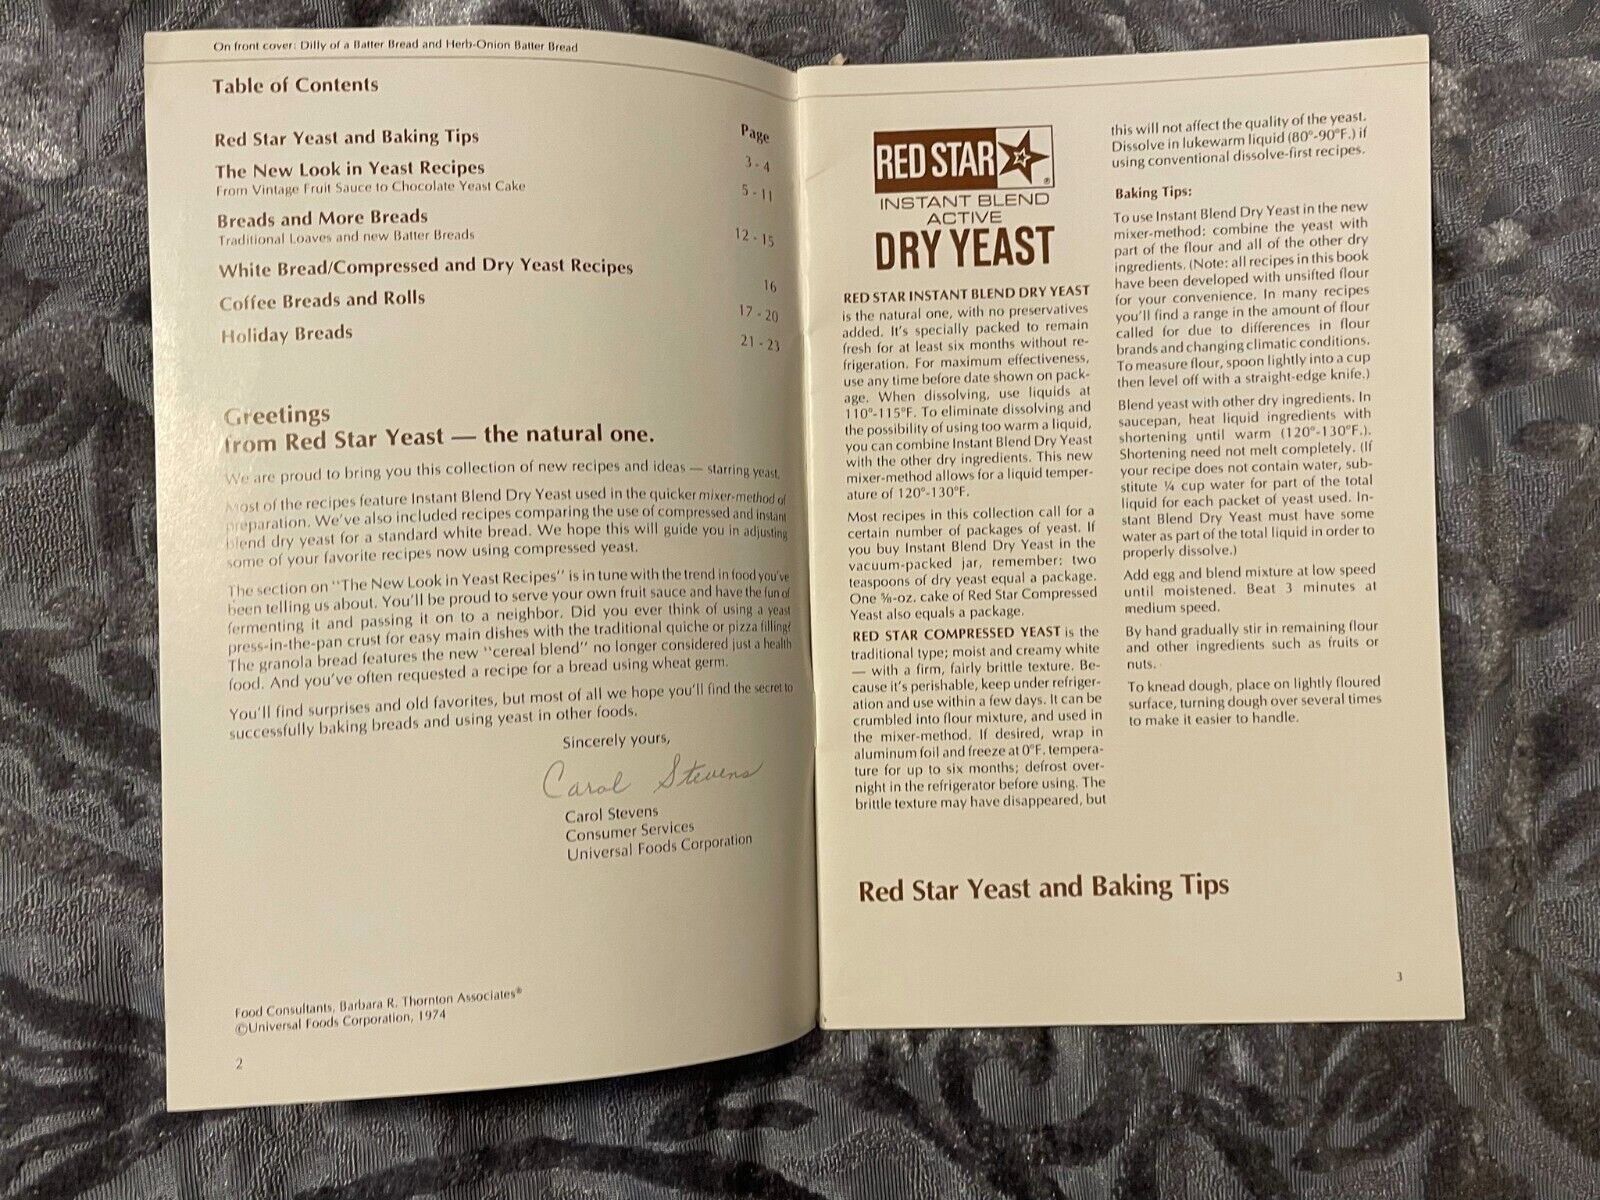 On front cover: Dilly of a Batter Bread and Herb-Onion Batter Bread
Table of Contents
Page
Red Star Yeast and Baking Tips 3 - 4
The New Look in Yeast Recipes 5 - 11
From Vintage Fruit Sauce to Chocolate Yeast Cake
Breads and More Breads 12 - 15
Traditional Loaves and new Batter Breads
White Bread/Compressed and Dry Yeast Recipes 16
Coffee Breads and Rolls 17 - 20
Holiday Breads 21 - 23
Greetings
from Red Star Yeast — the natural one.
We are proud to bring you this collection of new recipes and ideas — starring yeast.
Most of the recipes feature Instant Blend Dry Yeast used in the quicker mixer-method of
preparation. We've also included recipes comparing the use of compressed and instant
blend dry yeast for a standard white bread. We hope this will guide you in adjusting
some of your favorite recipes now using compressed yeast.
The section on "The New Look in Yeast Recipes" is in tune with the trend in food you've
been telling us about. You'll be proud to serve your own fruit sauce and have the fun of
fermenting it and passing it on to a neighbor. Did you ever think of using a yeast
press-in-the-pan crust for easy main dishes with the traditional quiche or pizza filling?
The granola bread features the new "cereal blend" no longer considered just a health
food. And you've often requested a recipe for a bread using wheat germ.
You'll find surprises and old favorites, but most of all we hope you'll find the secret to
successfully baking breads and using yeast in other foods.
Sincerely yours,
Carol Stevens
Carol Stevens
Consumer Services
Universal Foods Corporation
Food Consultants, Barbara R. Thornton Associates®
©Universal Foods Corporation, 1974
2
RED STAR ®
INSTANT BLEND
ACTIVE
DRY YEAST
RED STAR INSTANT BLEND DRY YEAST
is the natural one, with no preservatives
added. It's specially packed to remain
fresh for at least six months without re-
frigeration. For maximum effectiveness,
use any time before date shown on pack-
age. When dissolving, use liquids at
110°-115°F. To eliminate dissolving and
the possibility of using too warm a liquid,
you can combine Instant Blend Dry Yeast
with the other dry ingredients. This new
mixer-method allows for a liquid temper-
ature of 120°-130°F.
Most recipes in this collection call for a
certain number of packages of yeast. If
you buy Instant Blend Dry Yeast in the
vacuum-packed jar, remember: two
teaspoons of dry yeast equal a package.
One ⅗-oz. cake of Red Star Compressed
Yeast also equals a package.
RED STAR COMPRESSED YEAST is the
traditional type; moist and creamy white
— with a firm, fairly brittle texture. Be-
cause it's perishable, keep under refriger-
ation and use within a few days. It can be
crumbled into flour mixture, and used in
the mixer-method. If desired, wrap in
aluminum foil and freeze at 0°F. tempera-
ture for up to six months; defrost over-
night in the refrigerator before using. The
brittle texture may have disappeared, but
this will not affect the quality of the yeast.
Dissolve in lukewarm liquid (80°-90°F.) if
using conventional dissolve-first recipes.
Baking Tips:
To use Instant Blend Dry Yeast in the new
mixer-method: combine the yeast with
part of the flour and all of the other dry
ingredients. (Note: all recipes in this book
have been developed with unsifted flour
for your convenience. In many recipes
you'll find a range in the amount of flour
called for due to differences in flour
brands and changing climatic conditions.
To measure flour, spoon lightly into a cup
then level off with a straight-edge knife.)
Blend yeast with other dry ingredients. In
saucepan, heat liquid ingredients with
shortening until warm (120°-130°F.).
Shortening need not melt completely. (If
your recipe does not contain water, sub-
stitute ¼ cup water for part of the total
liquid for each packet of yeast used. In-
stant Blend Dry Yeast must have some
water as part of the total liquid in order to
properly dissolve.)
Add egg and blend mixture at low speed
until moistened. Beat 3 minutes at
medium speed.
By hand gradually stir in remaining flour
and other ingredients such as fruits or
nuts.
To knead dough, place on lightly floured
surface, turning dough over several times
to make it easier to handle.
Red Star Yeast and Baking Tips
3